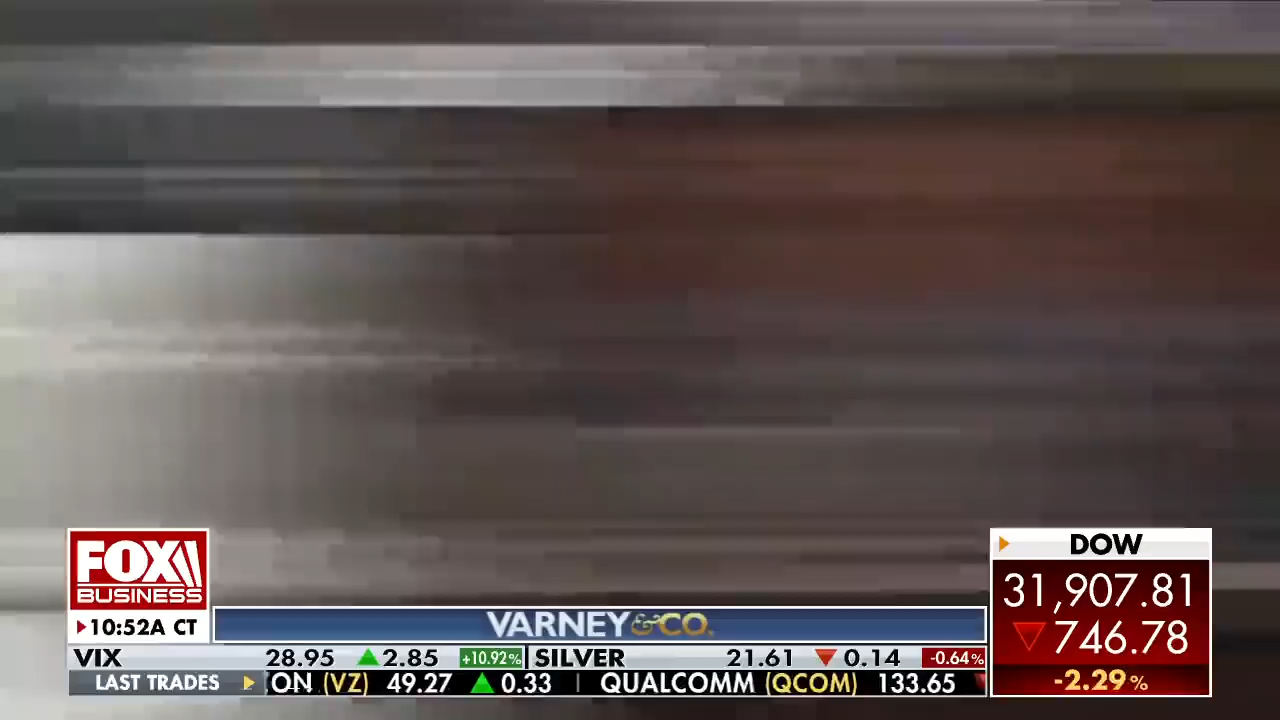 FOX
BUSINESS
10:52A CT
VARNEY & CO.
VIX 28.95 2.85 +10.92% SILVER 21.61 0.14 -0.64%
LAST TRADES ON (VZ) 49.27 0.33 QUALCOMM (QCOM) 133.65
DOW
31,907.81
746.78
-2.29%